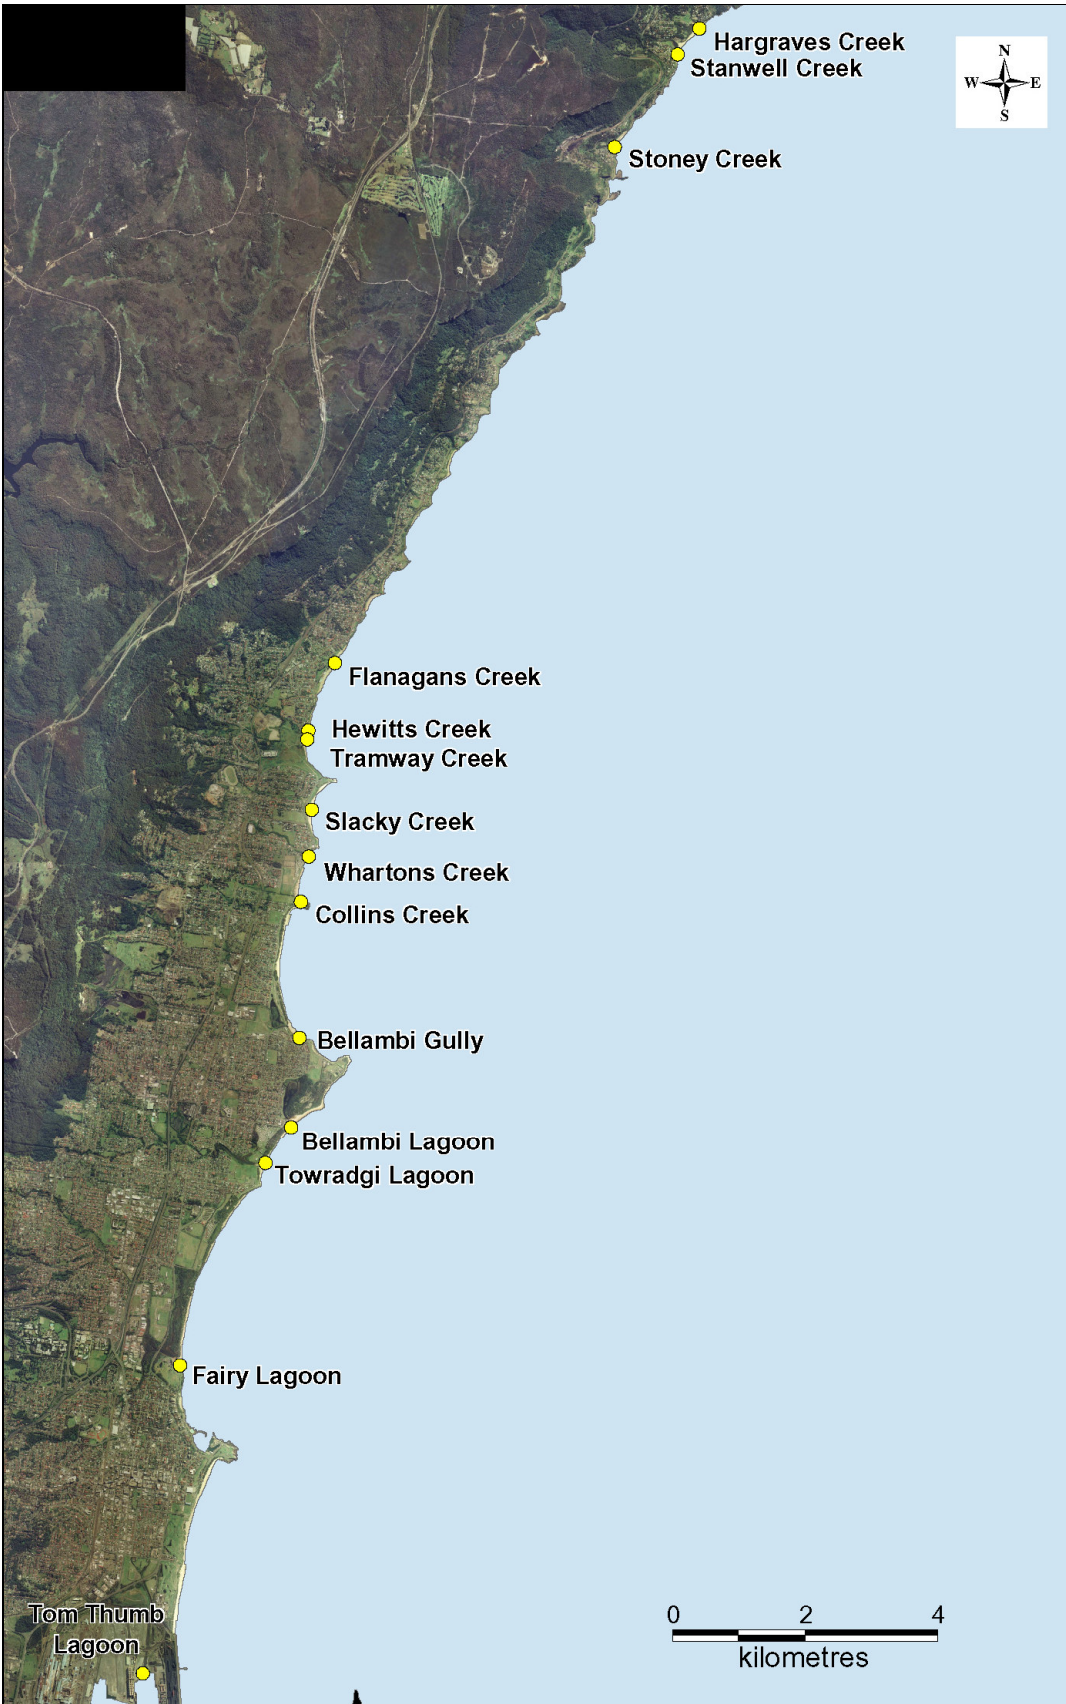 Hargraves Creek
Stanwell Creek
N
W E
S
Stoney Creek
Flanagans Creek
Hewitts Creek
Tramway Creek
Slacky Creek
Whartons Creek
Collins Creek
Bellambi Gully
Bellambi Lagoon
Towradgi Lagoon
Fairy Lagoon
Tom Thumb
Lagoon
0 2 4
kilometres